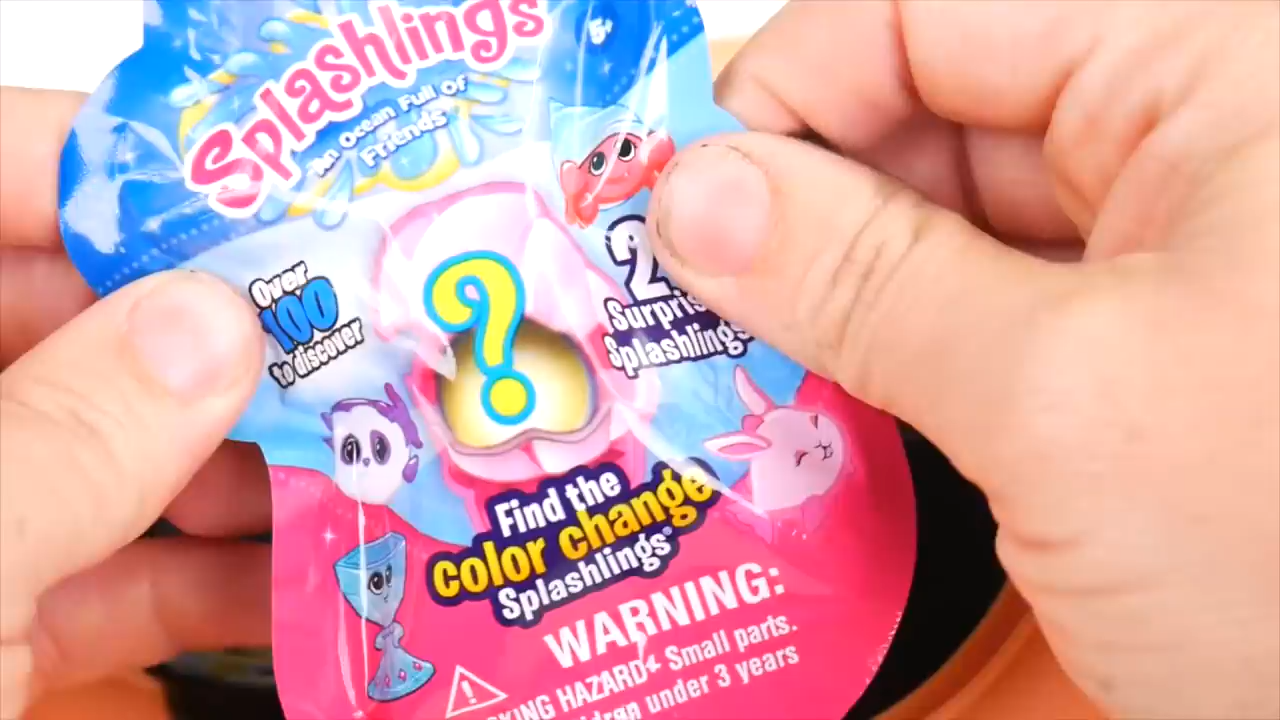 Splashlings
An Ocean Full of
Friends
5+
?
Over
100
to discover
2
Splashlings
Find the
color change
Splashlings®
WARNING:
HAZARD- Small parts.
under 3 years